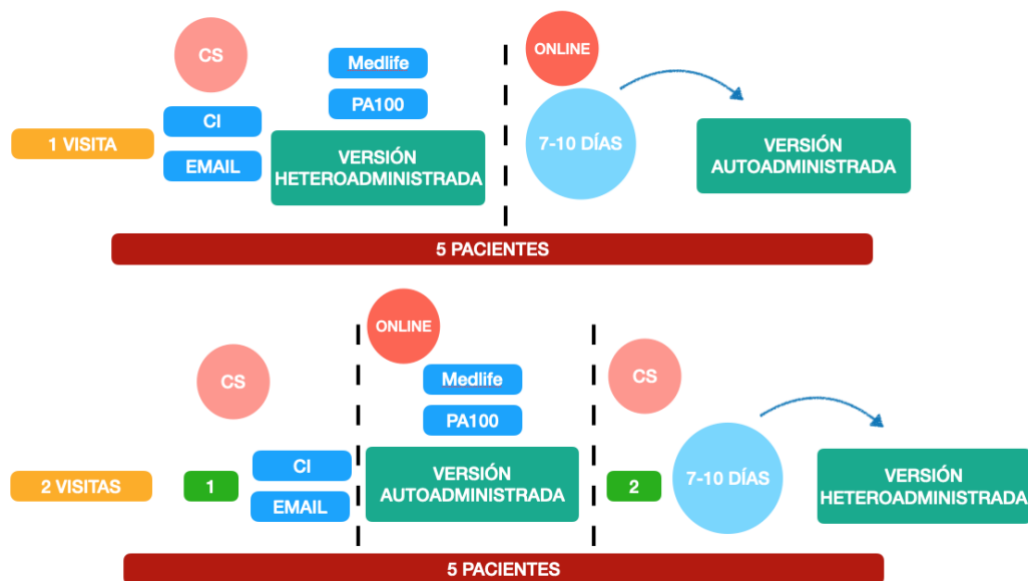 CS
Medlife
ONLINE
CI
PA100
1 VISITA
EMAIL
VERSIÓN
HETEROADMINISTRADA
7-10 DÍAS
VERSIÓN
AUTOADMINISTRADA
5 PACIENTES
ONLINE
CS
Medlife
CS
PA100
2 VISITAS
1
CI
EMAIL
VERSIÓN
AUTOADMINISTRADA
2
7-10 DÍAS
VERSIÓN
HETEROADMINISTRADA
5 PACIENTES